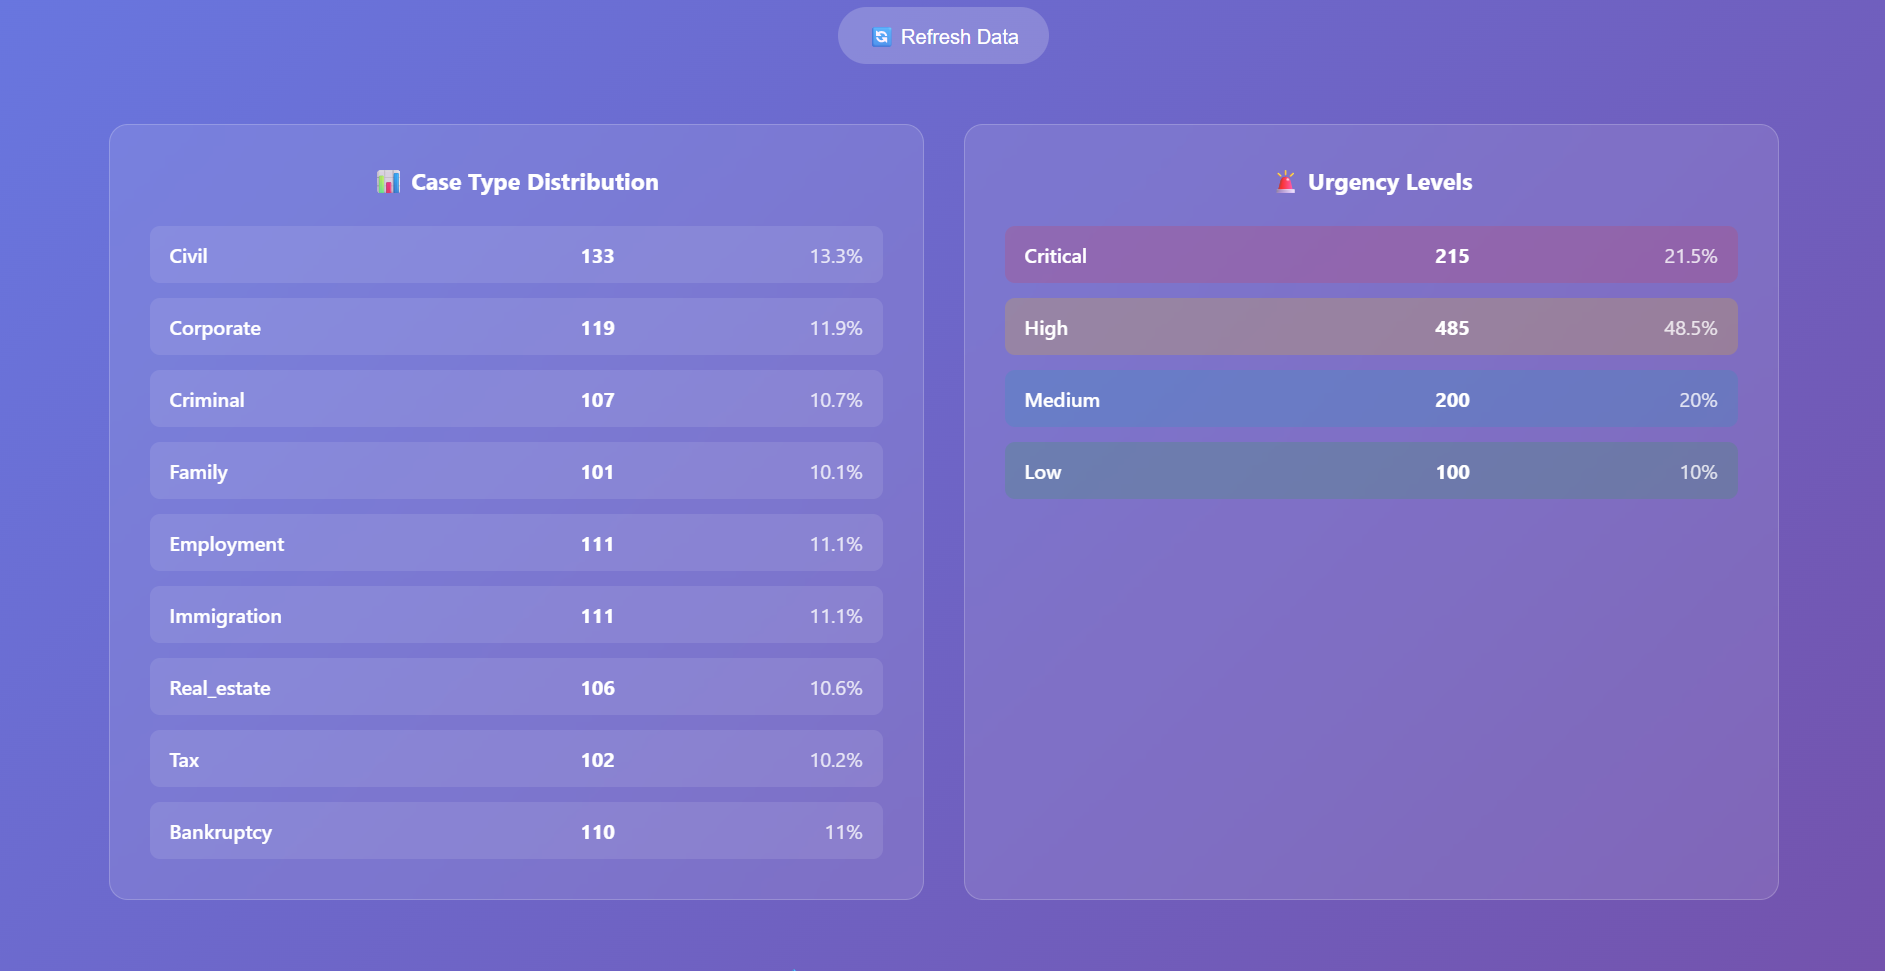 Refresh Data
Case Type Distribution
Civil 133 13.3%
Corporate 119 11.9%
Criminal 107 10.7%
Family 101 10.1%
Employment 111 11.1%
Immigration 111 11.1%
Real_estate 106 10.6%
Tax 102 10.2%
Bankruptcy 110 11%
Urgency Levels
Critical 215 21.5%
High 485 48.5%
Medium 200 20%
Low 100 10%